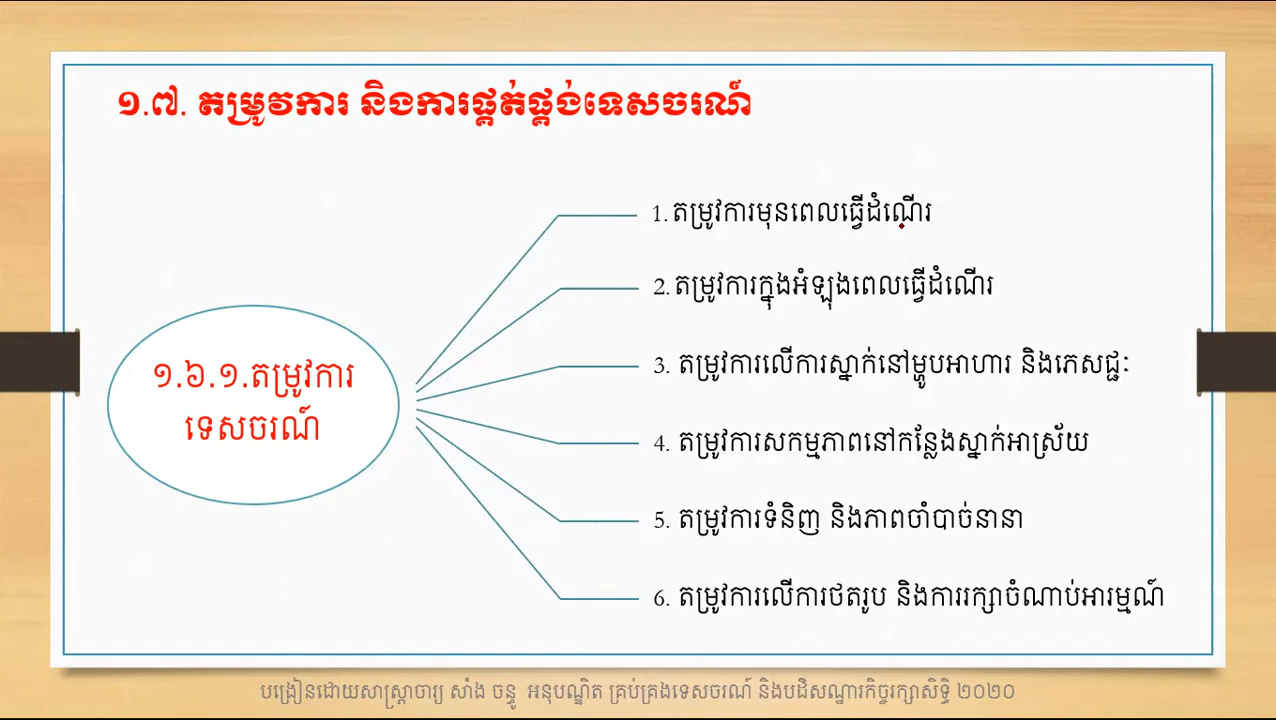 ១.៧. តម្រូវការ និងការផ្គត់ផ្គង់ទេសចរណ៍
១.៦.១.តម្រូវការ
ទេសចរណ៍
1. តម្រូវការមុនពេលធ្វើដំណើរ
2. តម្រូវការក្នុងអំឡុងពេលធ្វើដំណើរ
3. តម្រូវការលើការស្នាក់នៅម្ហូបអាហារ និងភេសជ្ជៈ
4. តម្រូវការសកម្មភាពនៅកន្លែងស្នាក់អាស្រ័យ
5. តម្រូវការទំនិញ និងភាពចាំបាច់នានា
6. តម្រូវការលើការថតរូប និងការរក្សាចំណាប់អារម្មណ៍
បង្រៀនដោយសាស្ត្រាចារ្យ សាំង ចន្ធូ អនុបណ្ឌិត គ្រប់គ្រងទេសចរណ៍ និងបដិសណ្ឋារកិច្ចរក្សាសិទ្ធិ ២០២០